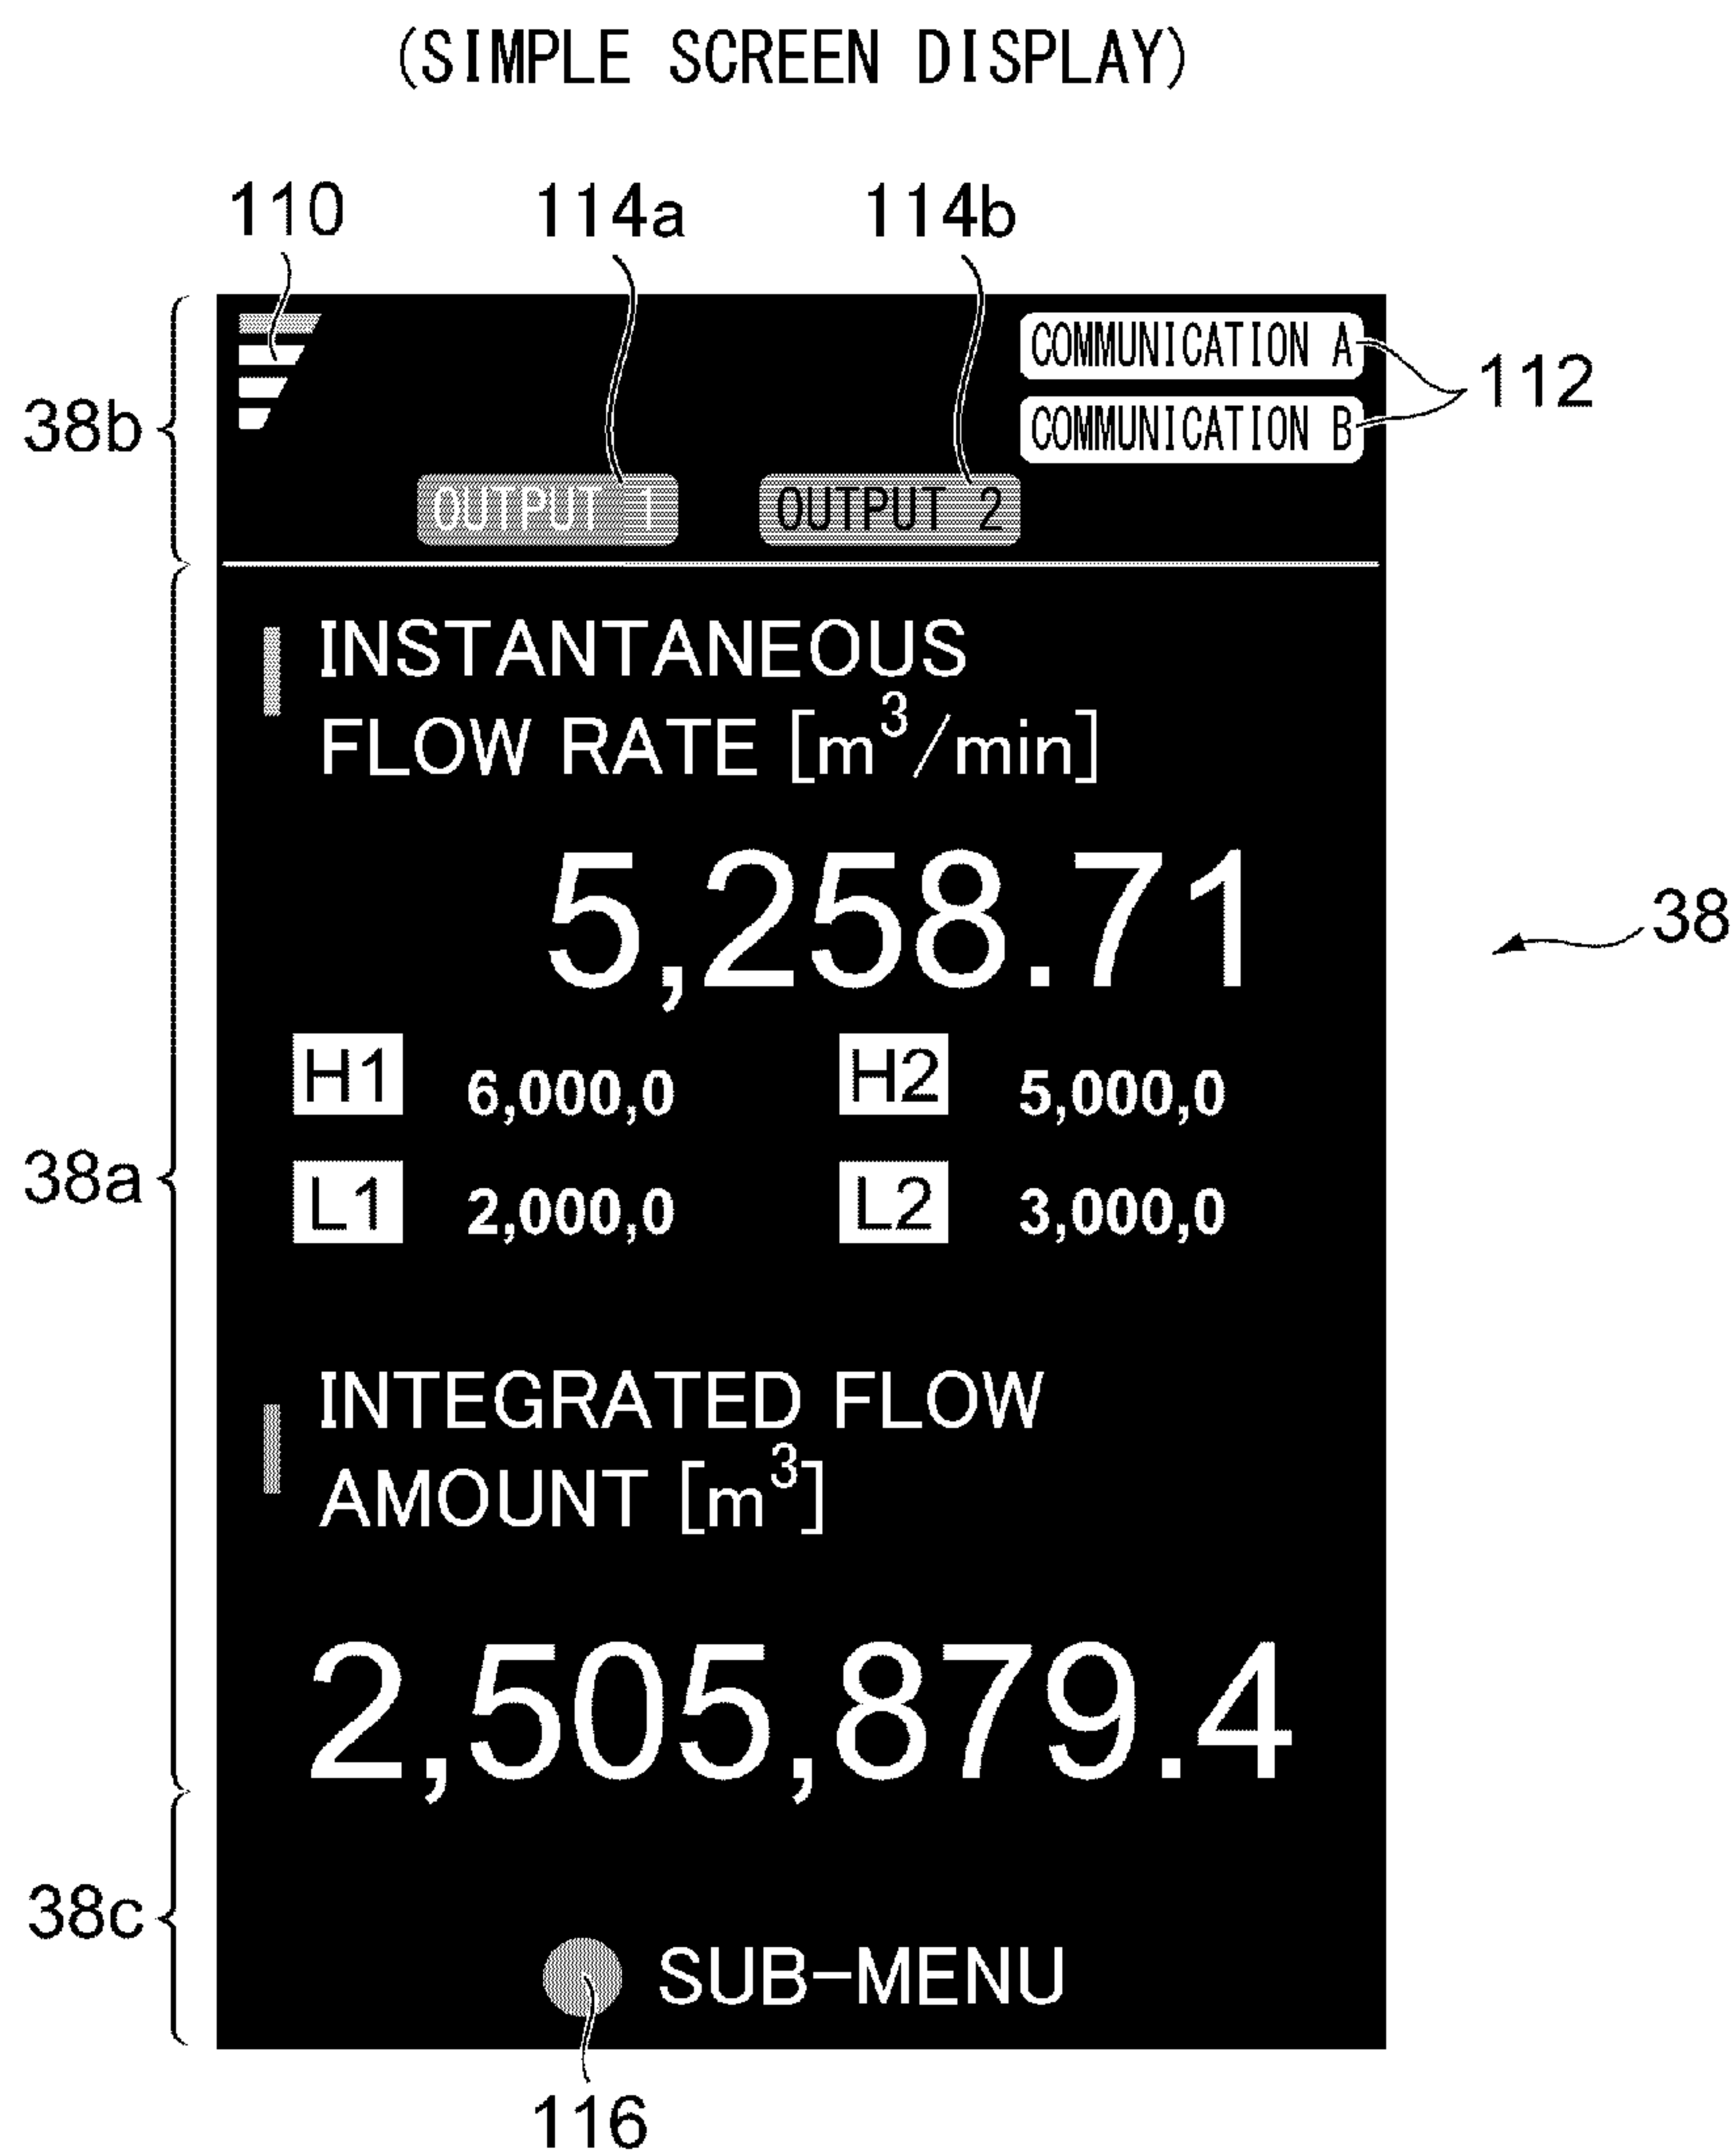 (SIMPLE SCREEN DISPLAY)
110
114a
114b
38b
COMMUNICATION A
COMMUNICATION B
112
OUTPUT 1
OUTPUT 2
INSTANTANEOUS
FLOW RATE [m³/min]
5,258.71
38
H1 6,000,0 H2 5,000,0
38a
L1 2,000,0 L2 3,000,0
INTEGRATED FLOW
AMOUNT [m³]
2,505,879.4
38c
SUB-MENU
116